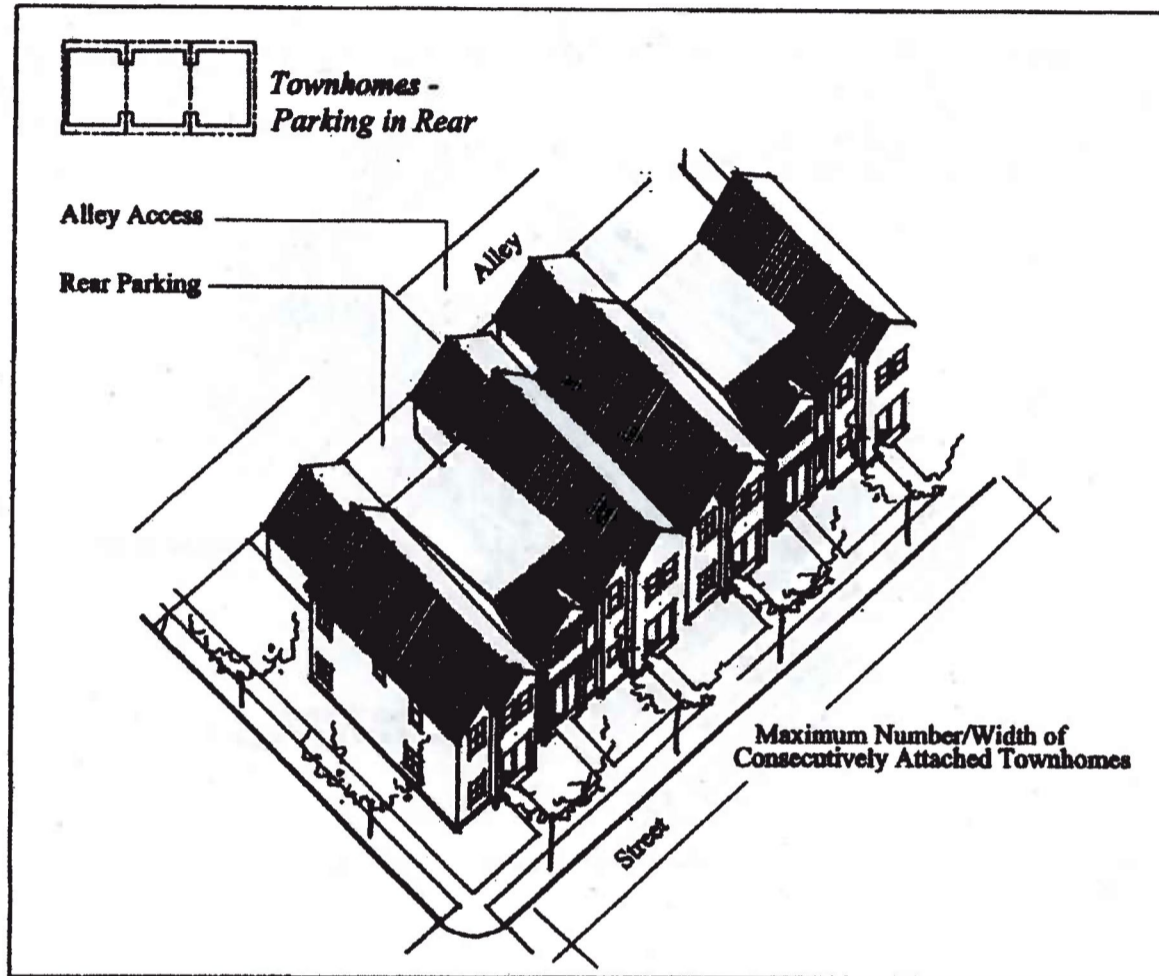 Townhomes -
Parking in Rear
Alley Access
Rear Parking
Alley
Maximum Number/Width of
Consecutively Attached Townhomes
Street